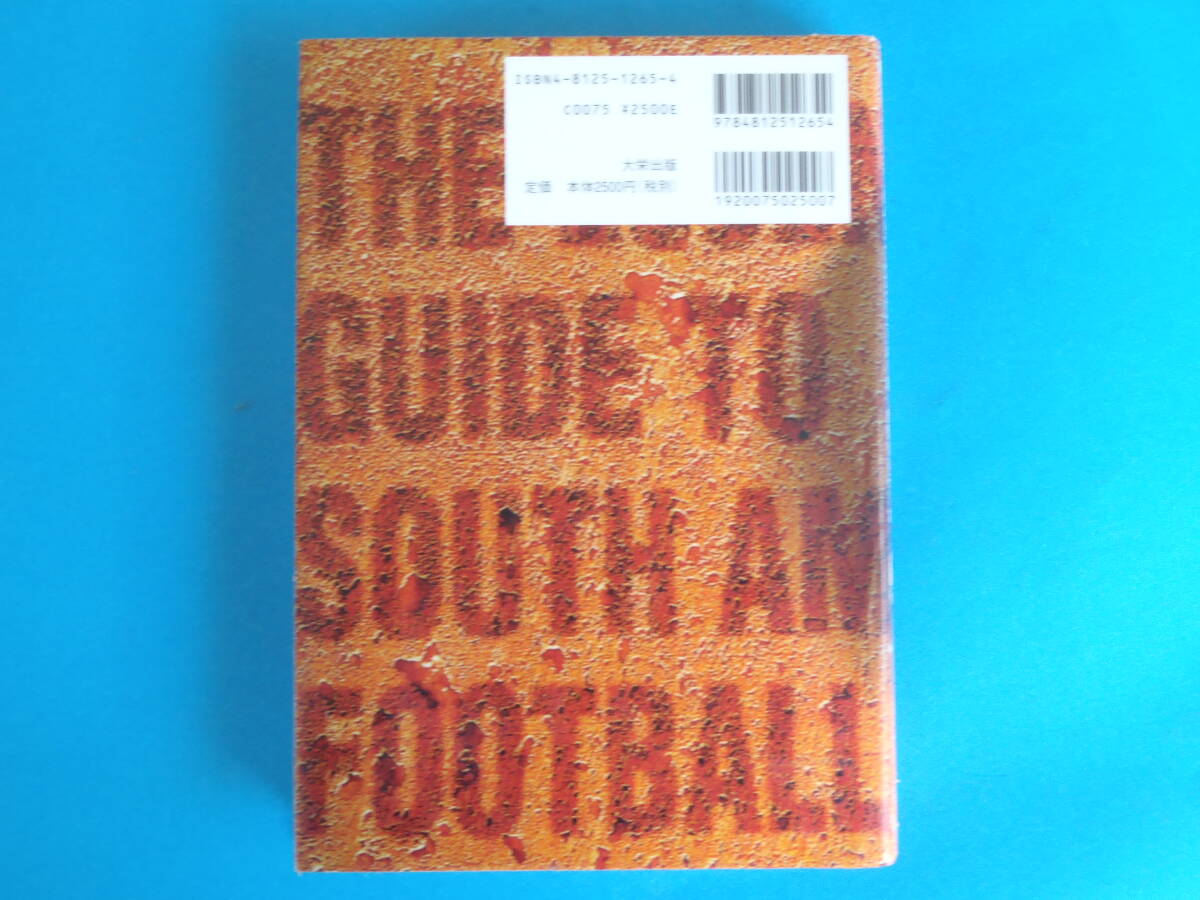 ISBN4-8125-1265-4
C0075 ¥2500E
9784812512654
大栄出版
定価 本体2500円(税別)
1920075025007
THE
GUIDE TO
SOUTH AM
FOOTBALL